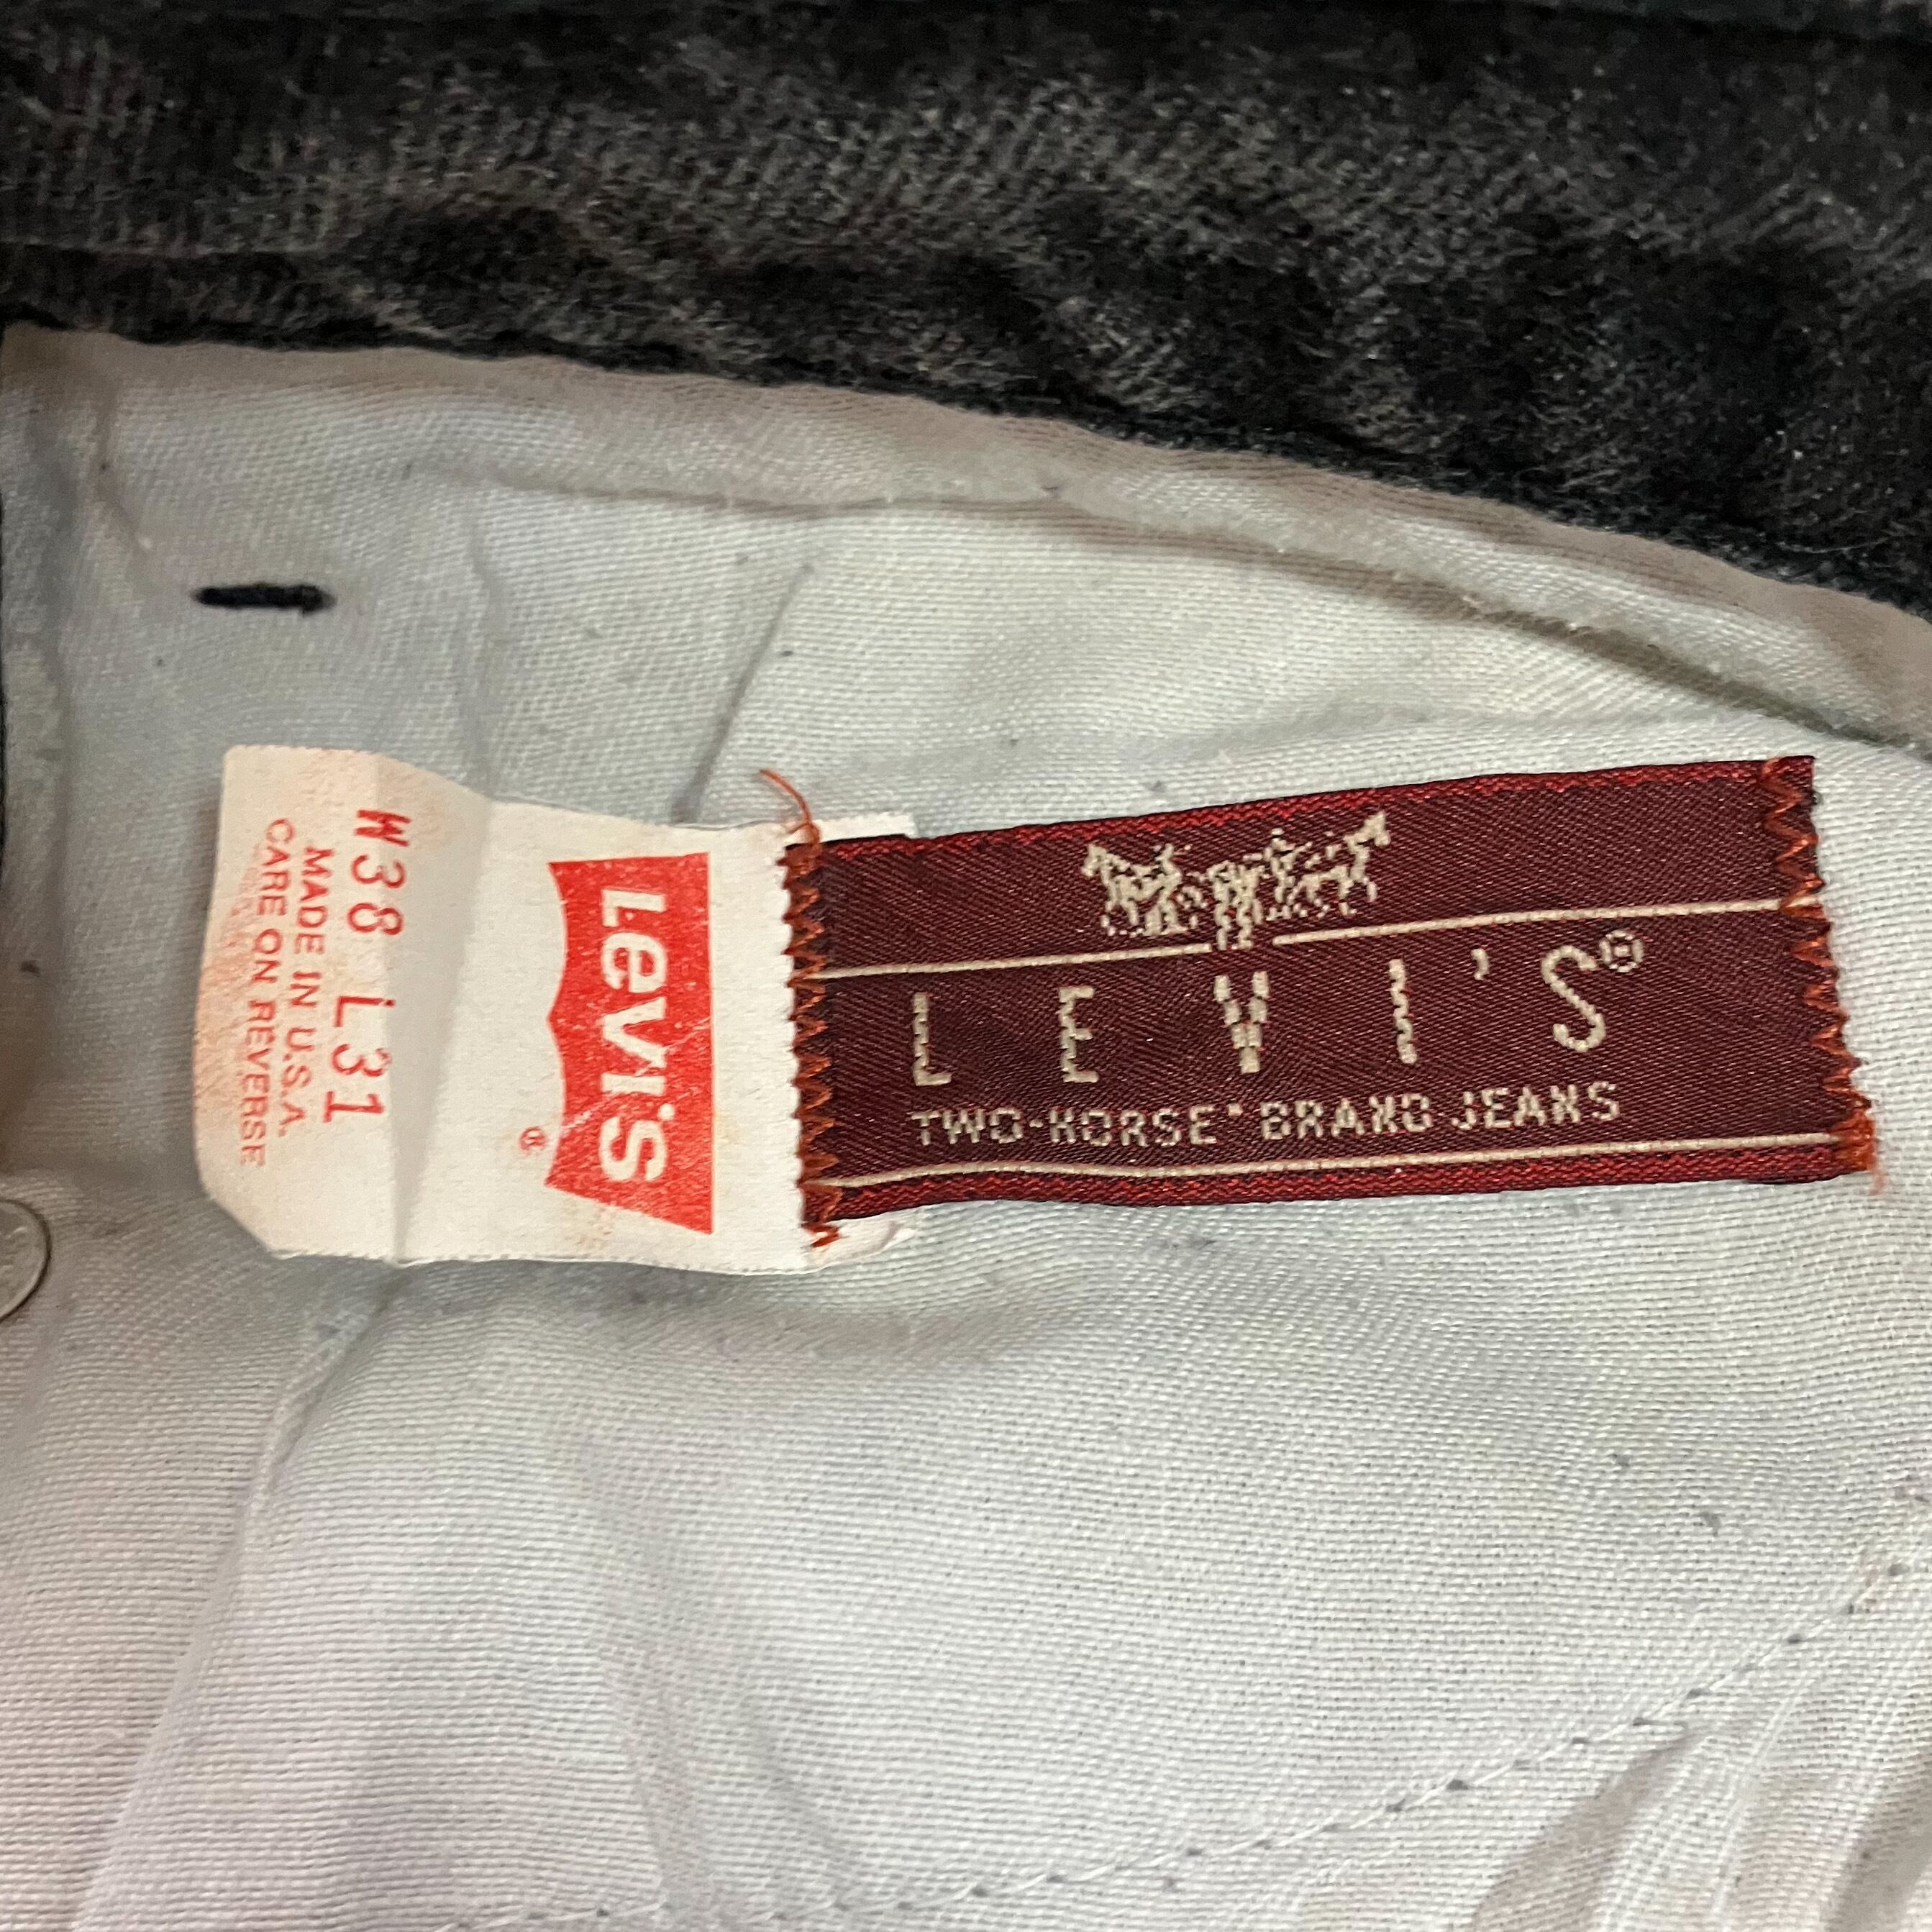 LEVI'S®
TWO-HORSE® BRAND JEANS
Levi's
®
W38 L31
MADE IN U.S.A.
CARE ON REVERSE